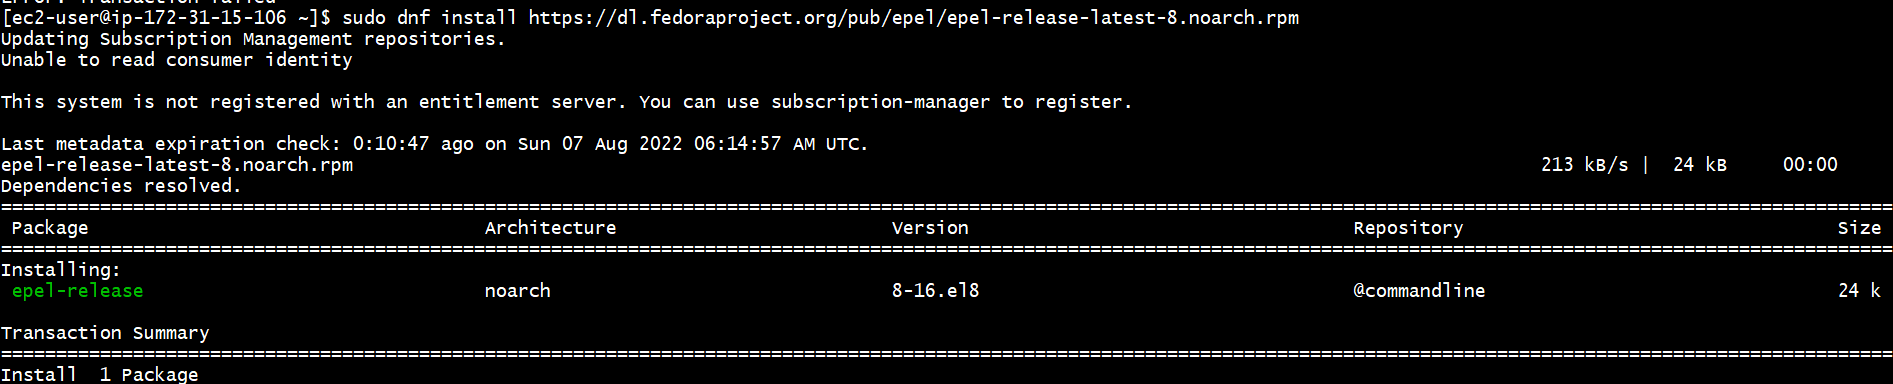 Error: Transaction failed
[ec2-user@ip-172-31-15-106 ~]$ sudo dnf install https://dl.fedoraproject.org/pub/epel/epel-release-latest-8.noarch.rpm
Updating Subscription Management repositories.
Unable to read consumer identity
This system is not registered with an entitlement server. You can use subscription-manager to register.
Last metadata expiration check: 0:10:47 ago on Sun 07 Aug 2022 06:14:57 AM UTC.
epel-release-latest-8.noarch.rpm 213 kB/s | 24 kB 00:00
Dependencies resolved.
Package Architecture Version Repository Size
Installing:
epel-release noarch 8-16.el8 @commandline 24 k
Transaction Summary
Install 1 Package